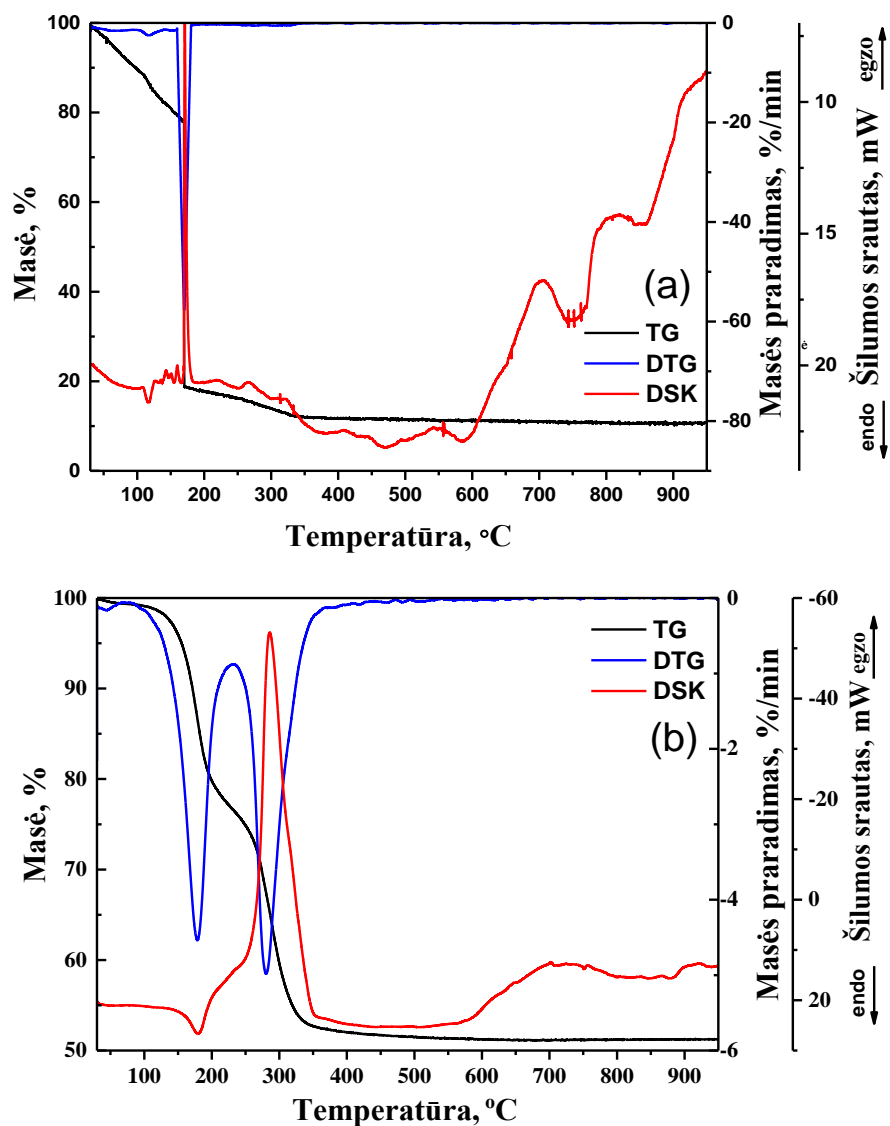 100
80
60
40
20
0
Masė, %
0
-20
-40
-60
-80
Masės praradimas, %/min
10
15
20
ė
egzo
Šilumos srautas, mW
endo
(a)
TG
DTG
DSK
100 200 300 400 500 600 700 800 900
Temperatūra, °C
100
90
80
70
60
50
Masė, %
0
-2
-4
-6
Masės praradimas, %/min
-60
-40
-20
0
20
egzo
Šilumos srautas, mW
endo
TG
DTG
DSK
(b)
100 200 300 400 500 600 700 800 900
Temperatūra, °C